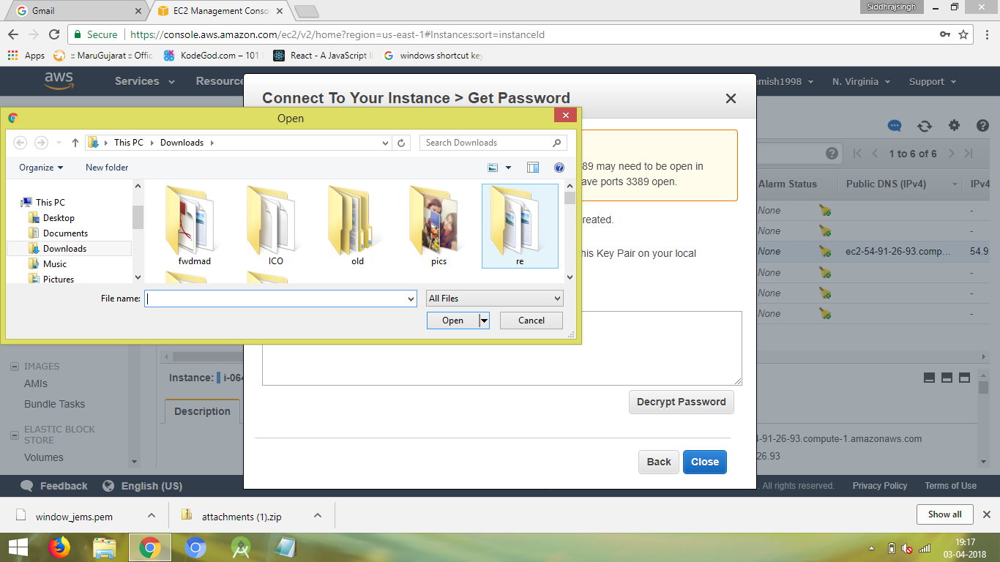 Gmail
EC2 Management Conso
Siddhrajsingh
Secure
https://console.aws.amazon.com/ec2/v2/home?region=us-east-1#Instances:sort=instanceId
Apps
:: MaruGujarat :: Offic
KodeGod.com – 101
React - A JavaScript li
windows shortcut key
aws
Services
Resourc
emish1998
N. Virginia
Support
Connect To Your Instance > Get Password
Open
This PC
Downloads
Search Downloads
Organize
New folder
This PC
Desktop
Documents
Downloads
Music
Pictures
fwdmad
ICO
old
pics
re
File name:
All Files
Open
Cancel
89 may need to be open in
ave ports 3389 open.
reated.
his Key Pair on your local
1 to 6 of 6
Alarm Status
Public DNS (IPv4)
IPv4
None
-
None
-
None
ec2-54-91-26-93.comp...
54.9
None
-
None
-
None
-
IMAGES
AMIs
Bundle Tasks
ELASTIC BLOCK
STORE
Volumes
Instance:
i-064
Description
Decrypt Password
Back
Close
4-91-26-93.compute-1.amazonaws.com
26.93
Feedback
English (US)
All rights reserved.
Privacy Policy
Terms of Use
window_jems.pem
attachments (1).zip
Show all
19:17
03-04-2018